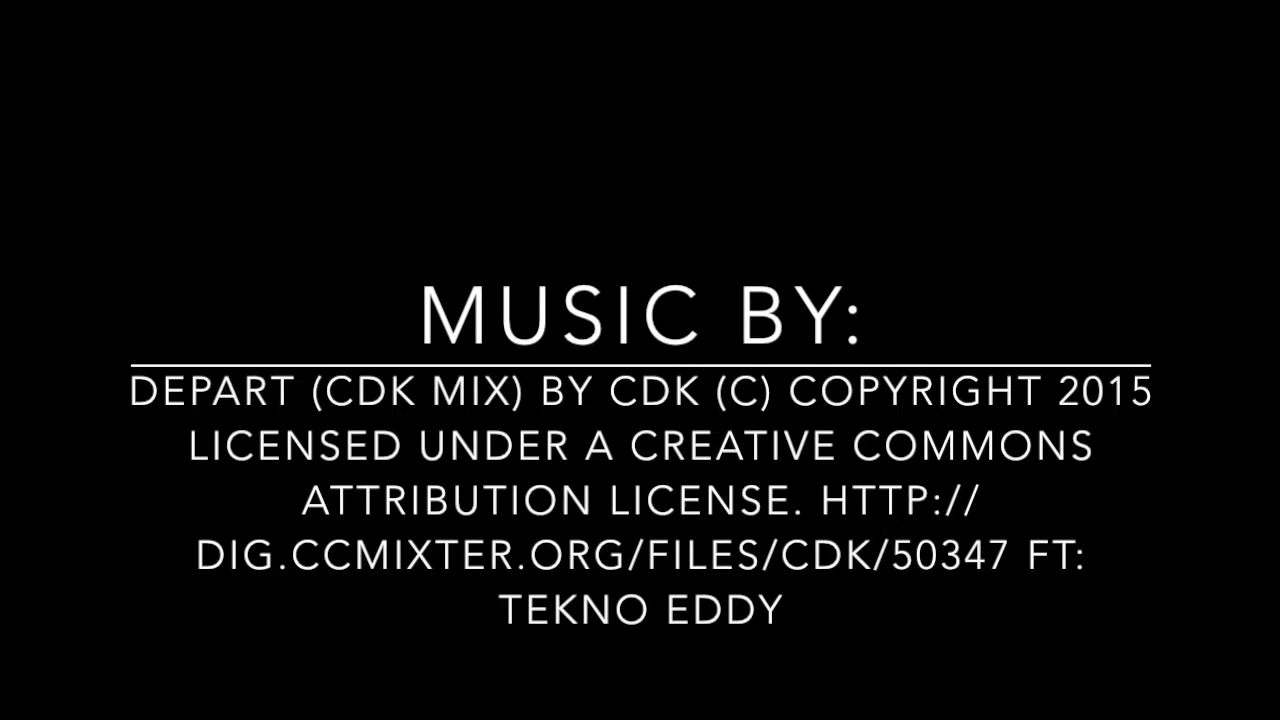 MUSIC BY:
DEPART (CDK MIX) BY CDK (C) COPYRIGHT 2015
LICENSED UNDER A CREATIVE COMMONS
ATTRIBUTION LICENSE. HTTP://
DIG.CCMIXTER.ORG/FILES/CDK/50347 FT:
TEKNO EDDY